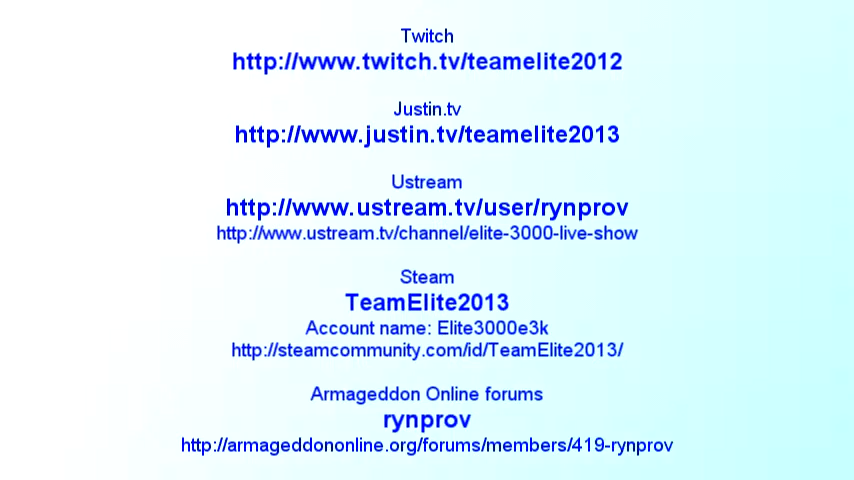 Twitch
http://www.twitch.tv/teamelite2012
Justin.tv
http://www.justin.tv/teamelite2013
Ustream
http://www.ustream.tv/user/rynprov
http://www.ustream.tv/channel/elite-3000-live-show
Steam
TeamElite2013
Account name: Elite3000e3k
http://steamcommunity.com/id/TeamElite2013/
Armageddon Online forums
rynprov
http://armageddononline.org/forums/members/419-rynprov